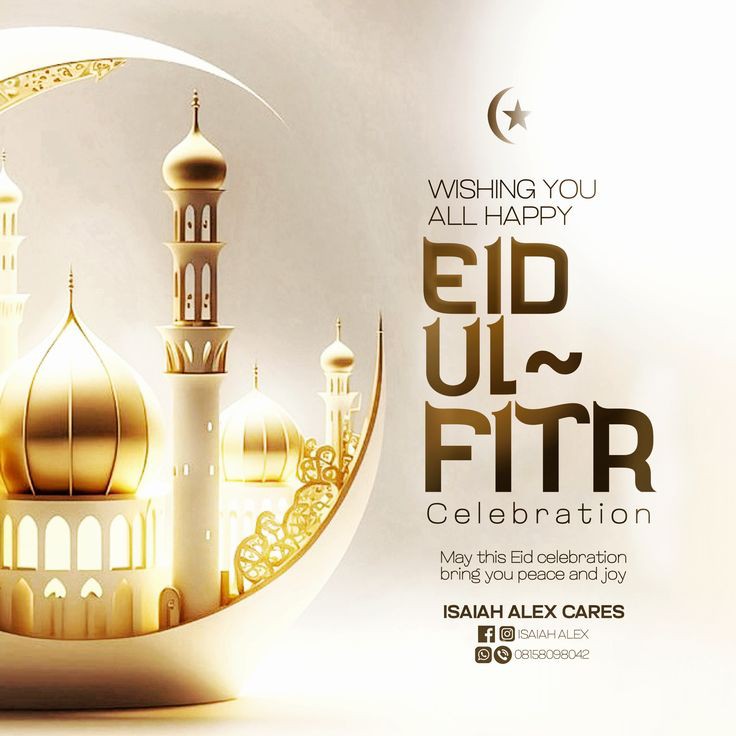 WISHING YOU
ALL HAPPY
EID
UL~
FITR
Celebration
May this Eid celebration
bring you peace and joy
ISAIAH ALEX CARES
ISAIAH ALEX
08158098042